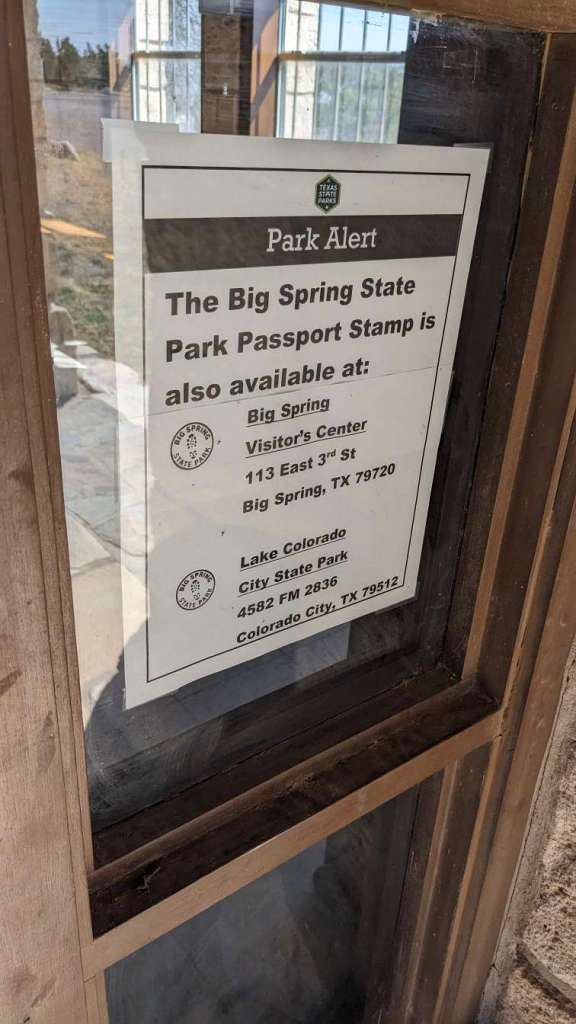 TEXAS
STATE
PARKS
Park Alert
The Big Spring State
Park Passport Stamp is
also available at:
BIG SPRING
STATE PARK
Big Spring
Visitor's Center
113 East 3rd St
Big Spring, TX 79720
BIG SPRING
STATE PARK
Lake Colorado
City State Park
4582 FM 2836
Colorado City, TX 79512